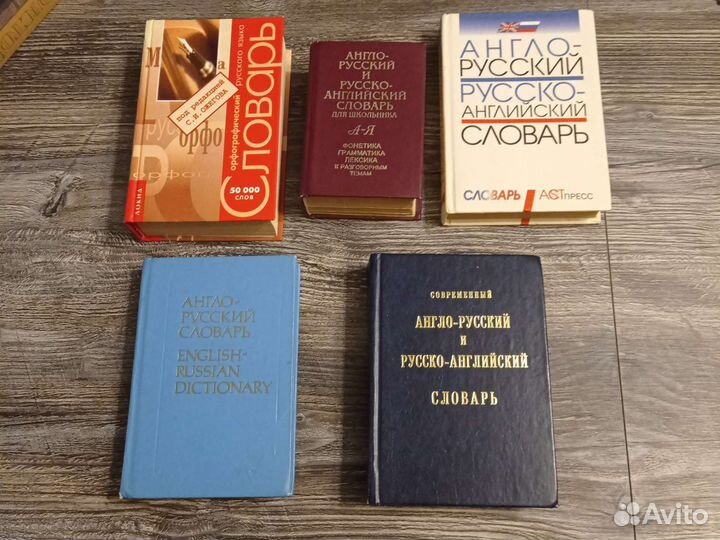 М
а
под редакцией
С. И. ОЖЕГОВА
орфо
орфографический
русского языка
Словарь
50 000
СЛОВ
ЛОКИД
АНГЛО-
РУССКИЙ
И
РУССКО-
АНГЛИЙСКИЙ
СЛОВАРЬ
ДЛЯ ШКОЛЬНИКА
А-Я
ФОНЕТИКА
ГРАММАТИКА
ЛЕКСИКА
К РАЗГОВОРНЫМ
ТЕМАМ
АНГЛО-
РУССКИЙ
РУССКО-
АНГЛИЙСКИЙ
СЛОВАРЬ
СЛОВАРЬ
АСТ ПРЕСС
АНГЛО-
РУССКИЙ
СЛОВАРЬ
ENGLISH-
RUSSIAN
DICTIONARY
СОВРЕМЕННЫЙ
АНГЛО-РУССКИЙ
И
РУССКО-АНГЛИЙСКИЙ
СЛОВАРЬ
Avito